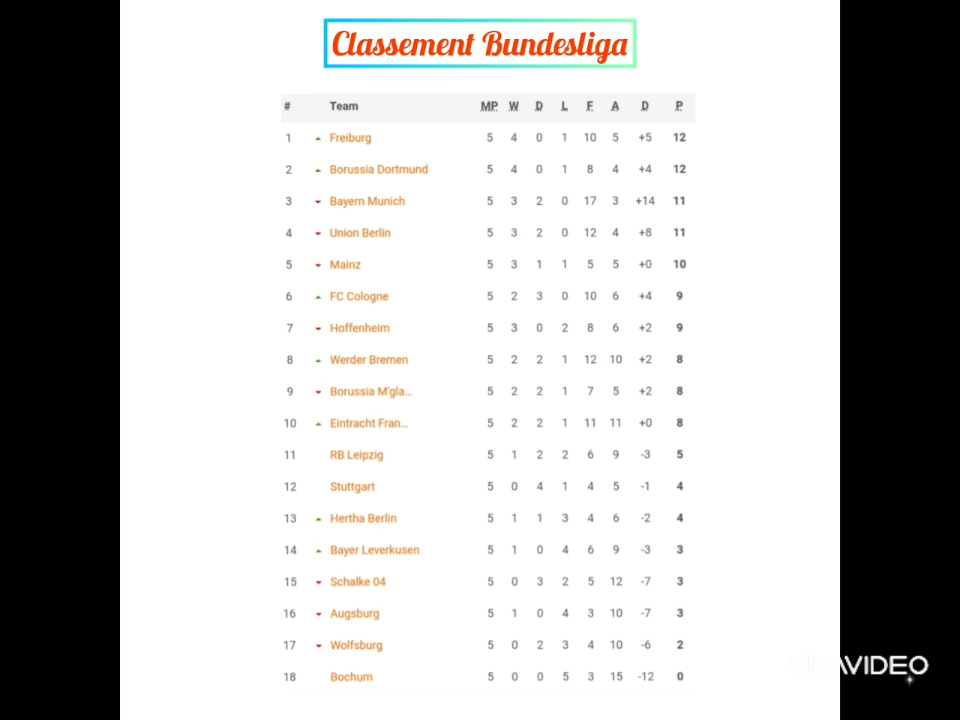 Classement Bundesliga
# Team MP W D L F A D P
1 Freiburg 5 4 0 1 10 5 +5 12
2 Borussia Dortmund 5 4 0 1 8 4 +4 12
3 Bayern Munich 5 3 2 0 17 3 +14 11
4 Union Berlin 5 3 2 0 12 4 +8 11
5 Mainz 5 3 1 1 5 5 +0 10
6 FC Cologne 5 2 3 0 10 6 +4 9
7 Hoffenheim 5 3 0 2 8 6 +2 9
8 Werder Bremen 5 2 2 1 12 10 +2 8
9 Borussia M'gla... 5 2 2 1 7 5 +2 8
10 Eintracht Fran... 5 2 2 1 11 11 +0 8
11 RB Leipzig 5 1 2 2 6 9 -3 5
12 Stuttgart 5 0 4 1 4 5 -1 4
13 Hertha Berlin 5 1 1 3 4 6 -2 4
14 Bayer Leverkusen 5 1 0 4 6 9 -3 3
15 Schalke 04 5 0 3 2 5 12 -7 3
16 Augsburg 5 1 0 4 3 10 -7 3
17 Wolfsburg 5 0 2 3 4 10 -6 2
18 Bochum 5 0 0 5 3 15 -12 0
VIVAVIDEO